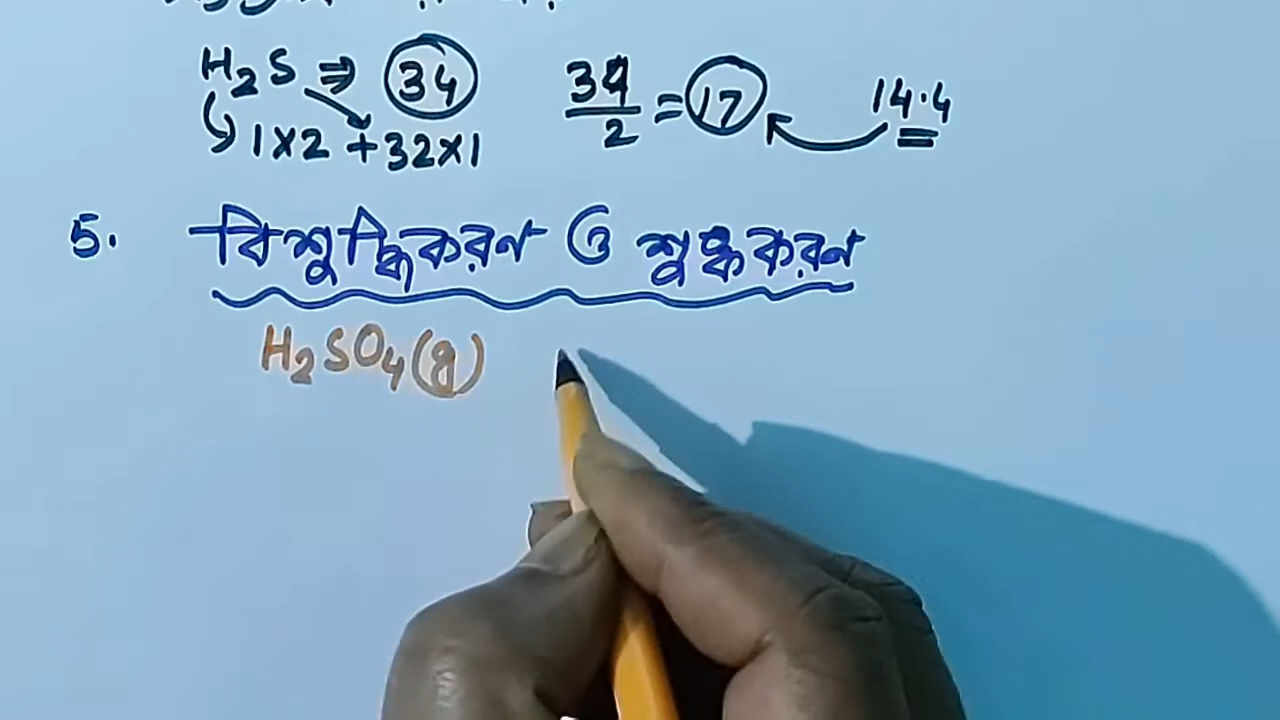 H₂S ⇒ 34 34/2 = 17 14.4
1×2 + 32×1
5. বিশুদ্ধিকরণ ও শুষ্ককরণ
H₂SO₄(g)